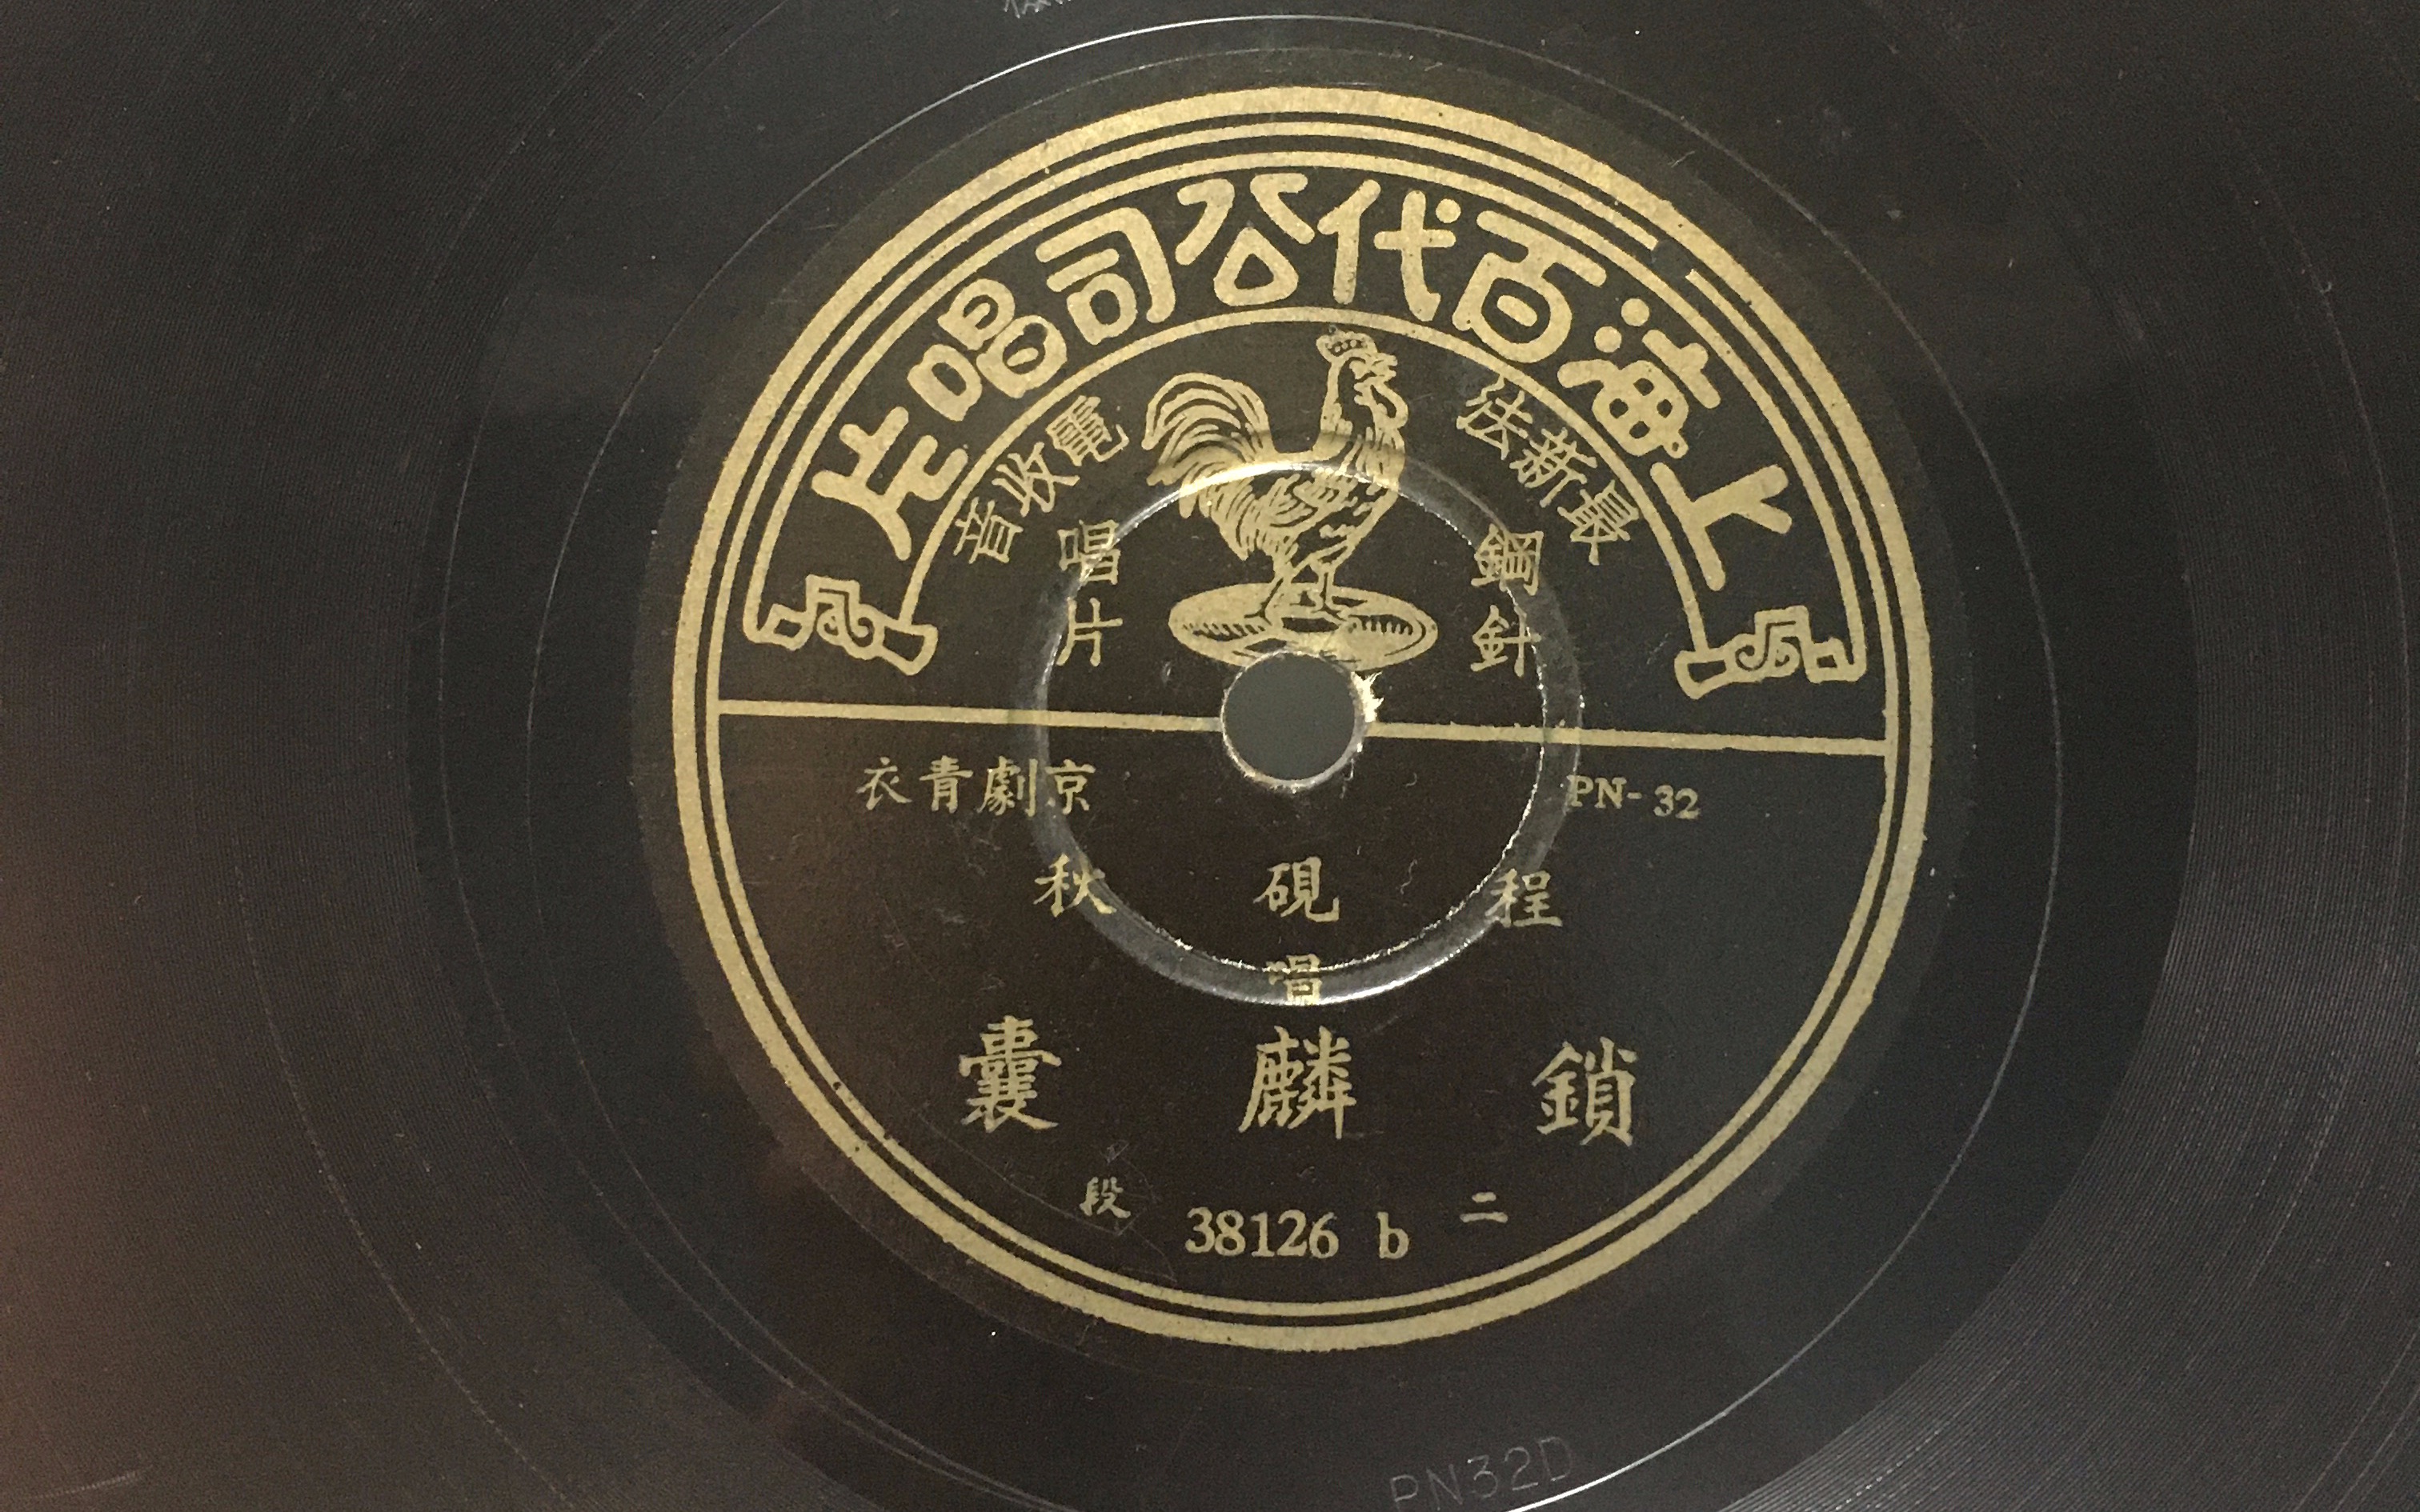 上海百代公司唱片
最新法
電收音
鋼針
唱片
PN-32
京劇青衣
程硯秋
唱
鎖麟囊
二段
38126 b
PN32D